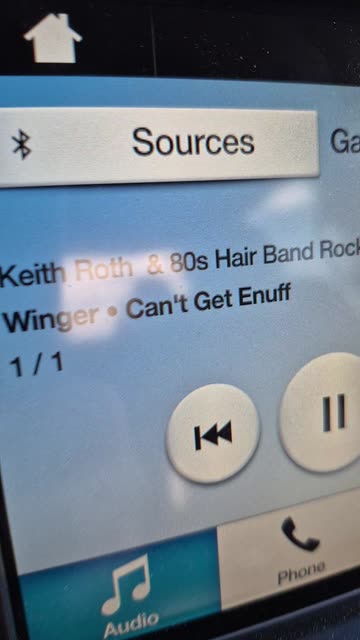 Sources
Keith Roth & 80s Hair Band Rock
Winger • Can't Get Enuff
1 / 1
Audio
Phone